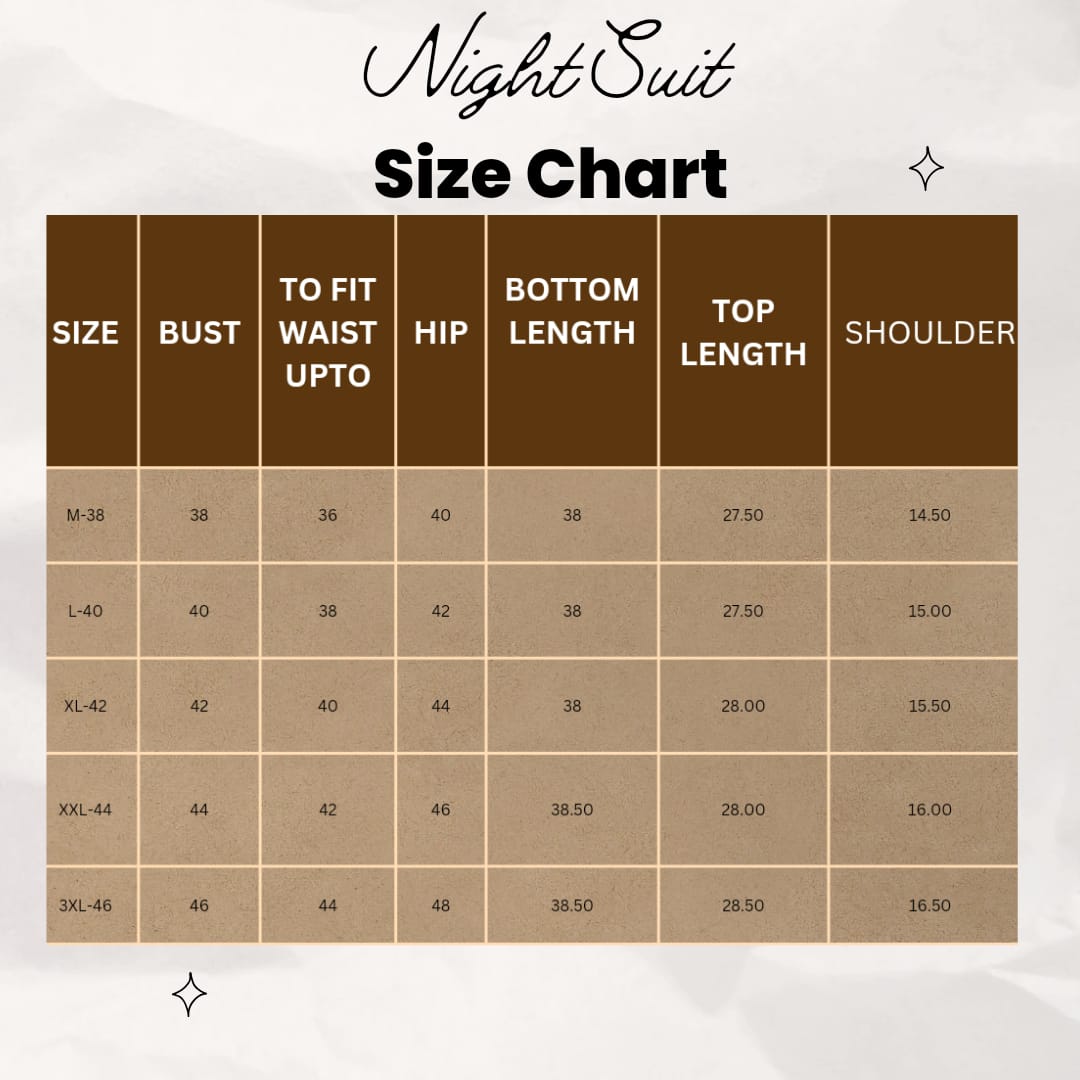 Night Suit
Size Chart
SIZE BUST TO FIT WAIST UPTO HIP BOTTOM LENGTH TOP LENGTH SHOULDER
M-38 38 36 40 38 27.50 14.50
L-40 40 38 42 38 27.50 15.00
XL-42 42 40 44 38 28.00 15.50
XXL-44 44 42 46 38.50 28.00 16.00
3XL-46 46 44 48 38.50 28.50 16.50